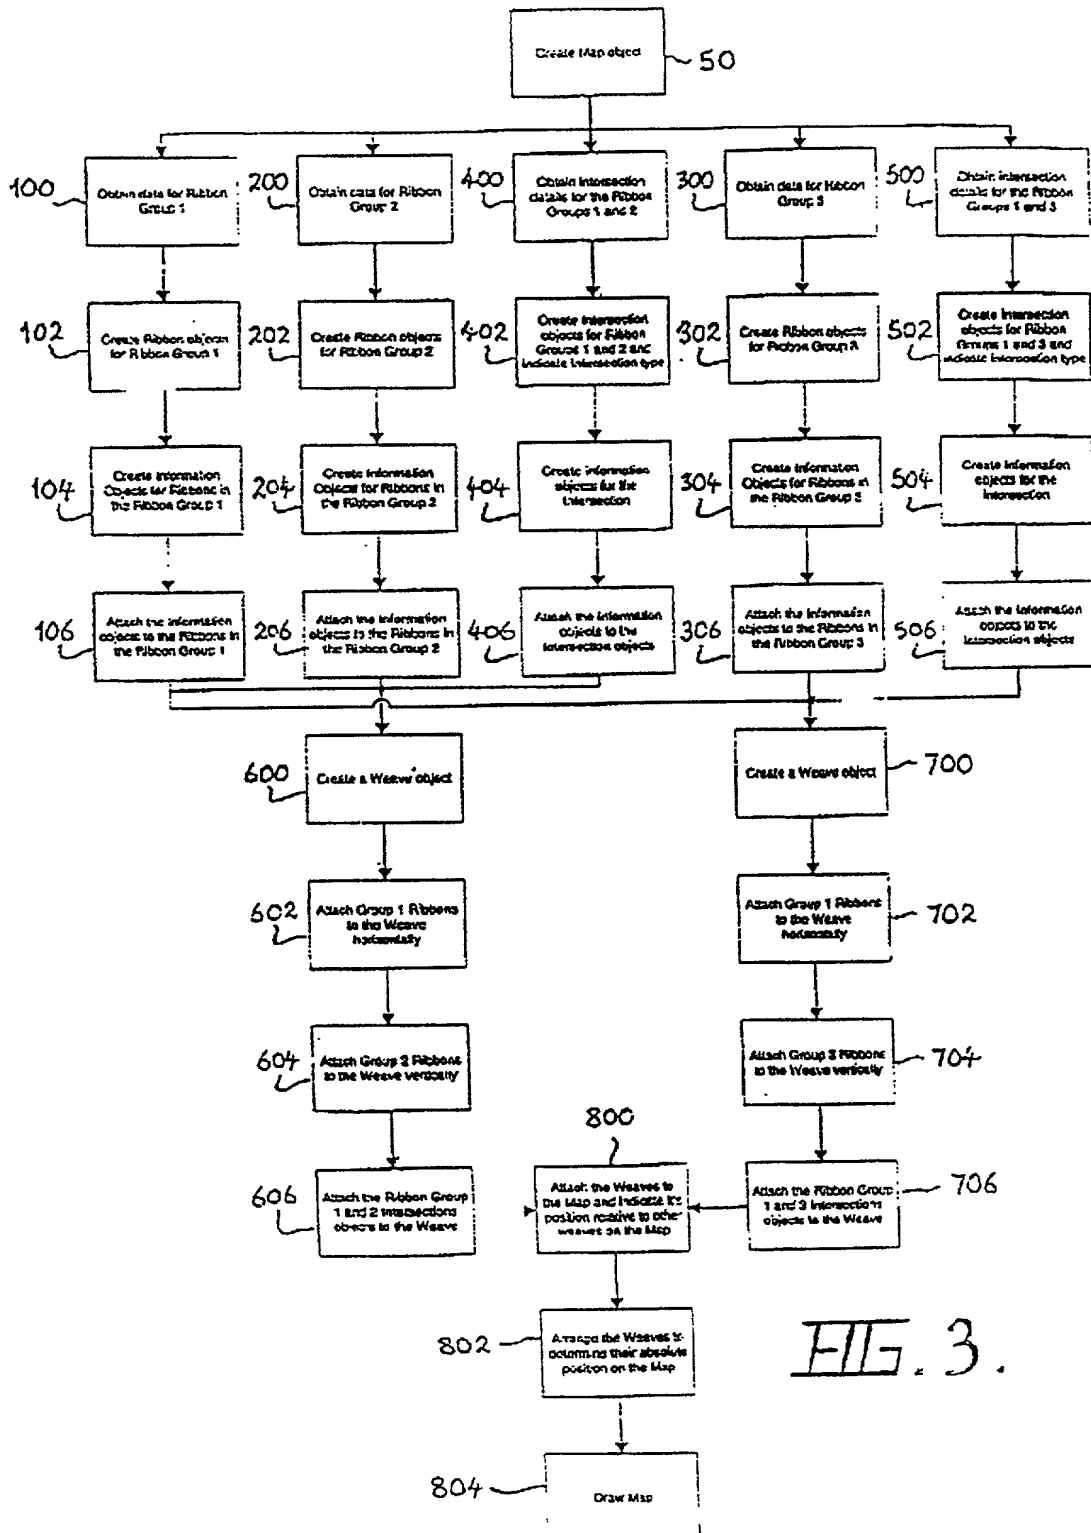 Create Map object
50
100
Obtain data for Ribbon
Group 1
200
Obtain data for Ribbon
Group 2
400
Obtain Intersection
details for the Ribbon
Groups 1 and 2
300
Obtain data for Ribbon
Group 3
500
Obtain intersection
details for the Ribbon
Groups 1 and 3
102
Create Ribbon objects
for Ribbon Group 1
202
Create Ribbon objects
for Ribbon Group 2
402
Create Intersection
objects for Ribbon
Groups 1 and 2 and
indicate intersection type
302
Create Ribbon objects
for Ribbon Group 3
502
Create Intersection
objects for Ribbon
Groups 1 and 3 and
indicate intersection type
104
Create Information
Objects for Ribbons in
the Ribbon Group 1
204
Create Information
Objects for Ribbons in
the Ribbon Group 2
404
Create information
objects for the
Intersection
304
Create Information
Objects for Ribbons in
the Ribbon Group 3
504
Create Information
objects for the
Intersection
106
Attach the Information
objects to the Ribbons in
the Ribbon Group 1
206
Attach the Information
objects to the Ribbons in
the Ribbon Group 2
406
Attach the Information
objects to the
Intersection objects
306
Attach the Information
objects to the Ribbons in
the Ribbon Group 3
506
Attach the Information
objects to the
Intersection objects
600
Create a Weave object
700
Create a Weave object
602
Attach Group 1 Ribbons
to the Weave
horizontally
702
Attach Group 1 Ribbons
to the Weave
horizontally
604
Attach Group 2 Ribbons
to the Weave vertically
704
Attach Group 3 Ribbons
to the Weave vertically
606
Attach the Ribbon Group
1 and 2 Intersections
objects to the Weave
800
Attach the Weaves to
the Map and indicate its
position relative to other
weaves on the Map
706
Attach the Ribbon Group
1 and 3 Intersections
objects to the Weave
802
Arrange the Weaves to
determine their absolute
position on the Map
804
Draw Map
FIG. 3.